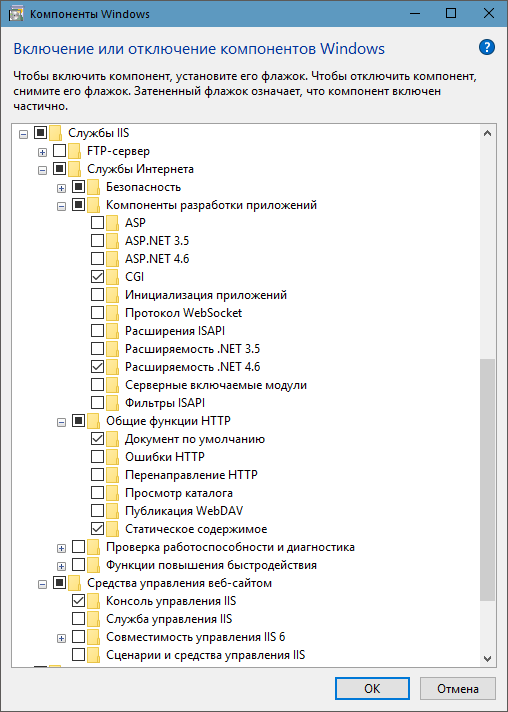 Компоненты Windows
Включение или отключение компонентов Windows
?
Чтобы включить компонент, установите его флажок. Чтобы отключить компонент,
снимите его флажок. Затененный флажок означает, что компонент включен
частично.
Службы IIS
FTP-сервер
Службы Интернета
Безопасность
Компоненты разработки приложений
ASP
ASP.NET 3.5
ASP.NET 4.6
CGI
Инициализация приложений
Протокол WebSocket
Расширения ISAPI
Расширяемость .NET 3.5
Расширяемость .NET 4.6
Серверные включаемые модули
Фильтры ISAPI
Общие функции HTTP
Документ по умолчанию
Ошибки HTTP
Перенаправление HTTP
Просмотр каталога
Публикация WebDAV
Статическое содержимое
Проверка работоспособности и диагностика
Функции повышения быстродействия
Средства управления веб-сайтом
Консоль управления IIS
Служба управления IIS
Совместимость управления IIS 6
Сценарии и средства управления IIS
OK
Отмена